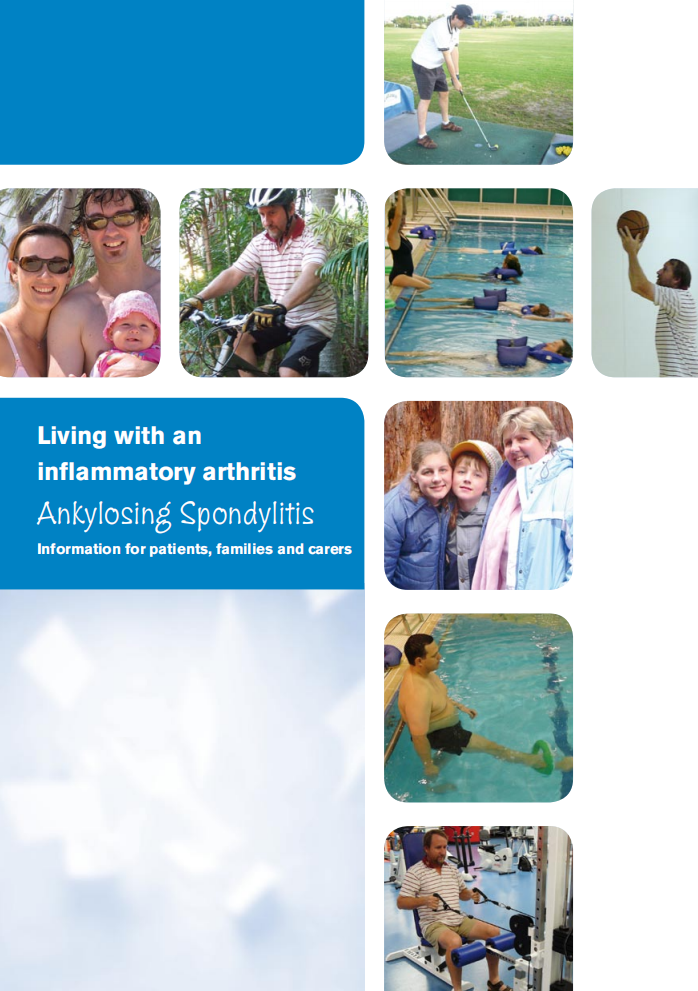 Living with an
inflammatory arthritis
Ankylosing Spondylitis
Information for patients, families and carers